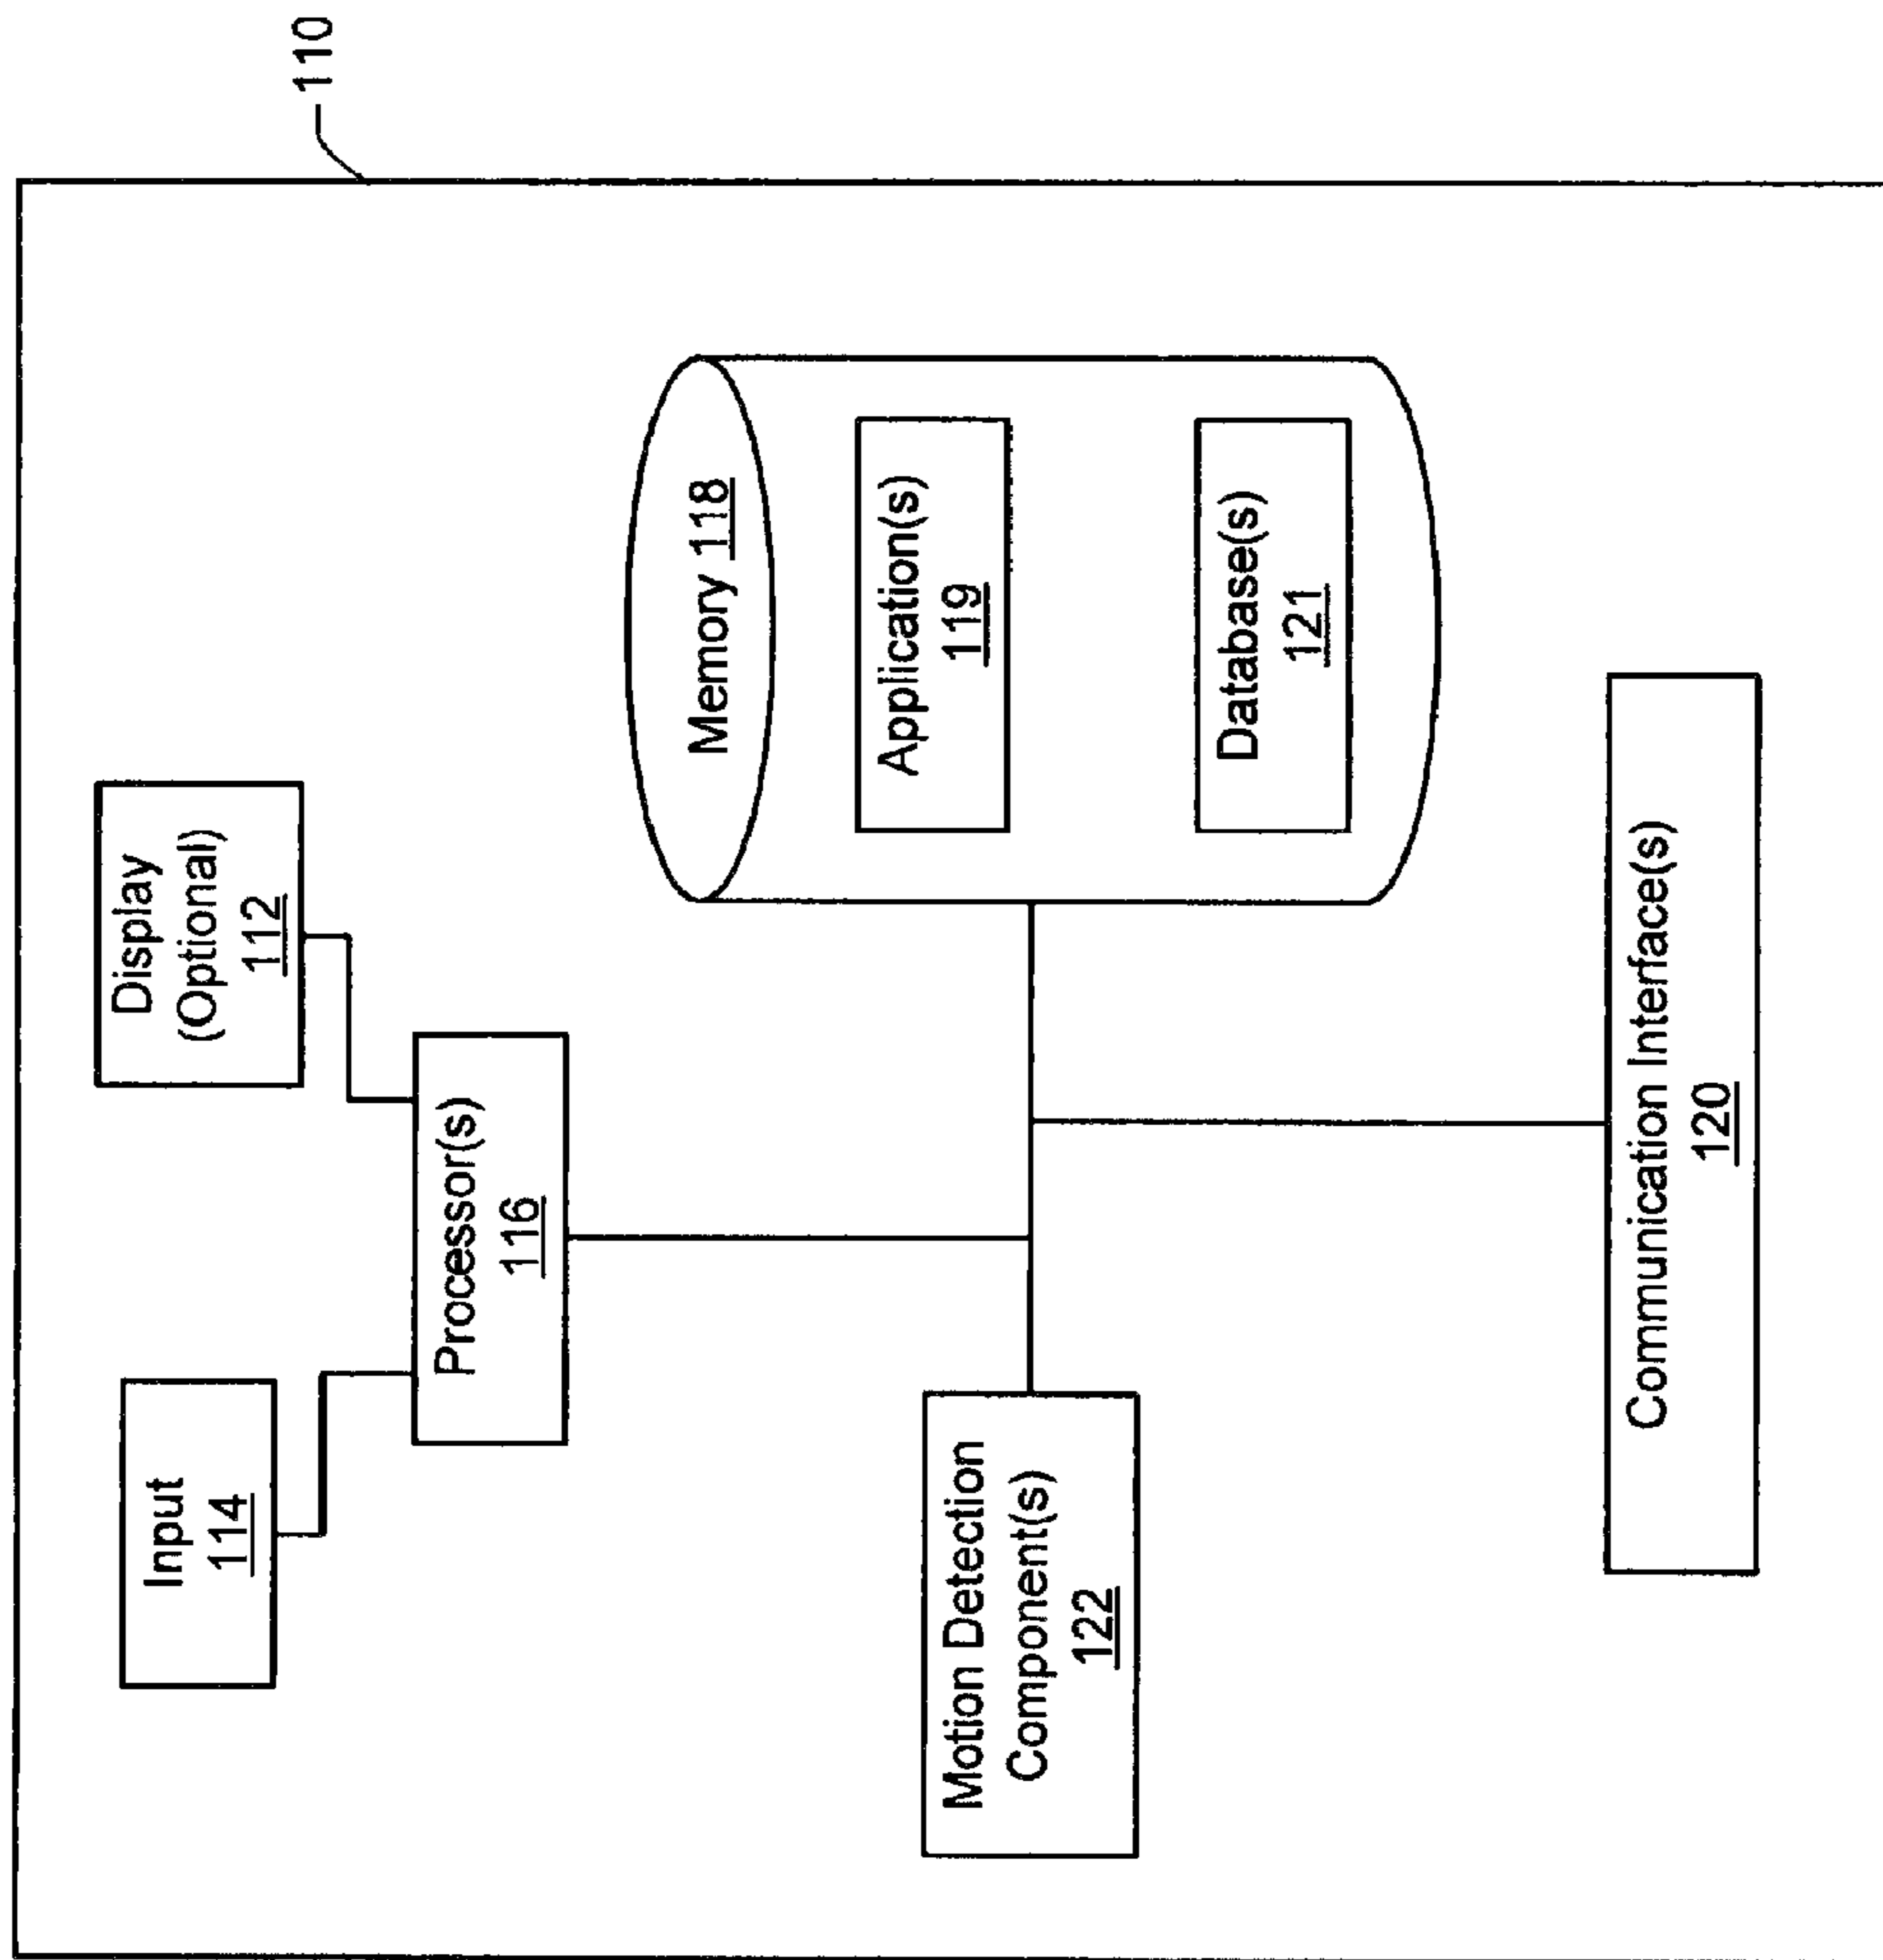 110
Input
114
Display
(Optional)
112
Processor(s)
116
Memory 118
Application(s)
119
Motion Detection
Component(s)
122
Database(s)
121
Communication Interface(s)
120